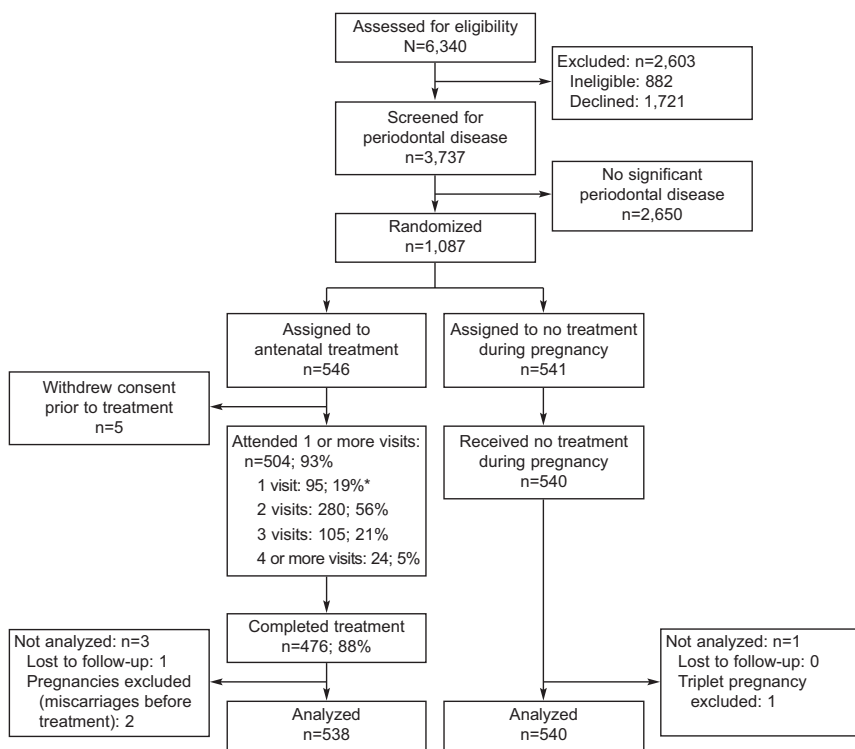 Assessed for eligibility
N=6,340
Excluded: n=2,603
Ineligible: 882
Declined: 1,721
Screened for
periodontal disease
n=3,737
No significant
periodontal disease
n=2,650
Randomized
n=1,087
Assigned to
antenatal treatment
n=546
Assigned to no treatment
during pregnancy
n=541
Withdrew consent
prior to treatment
n=5
Attended 1 or more visits:
n=504; 93%
1 visit: 95; 19%*
2 visits: 280; 56%
3 visits: 105; 21%
4 or more visits: 24; 5%
Received no treatment
during pregnancy
n=540
Completed treatment
n=476; 88%
Not analyzed: n=3
Lost to follow-up: 1
Pregnancies excluded
(miscarriages before
treatment): 2
Not analyzed: n=1
Lost to follow-up: 0
Triplet pregnancy
excluded: 1
Analyzed
n=538
Analyzed
n=540